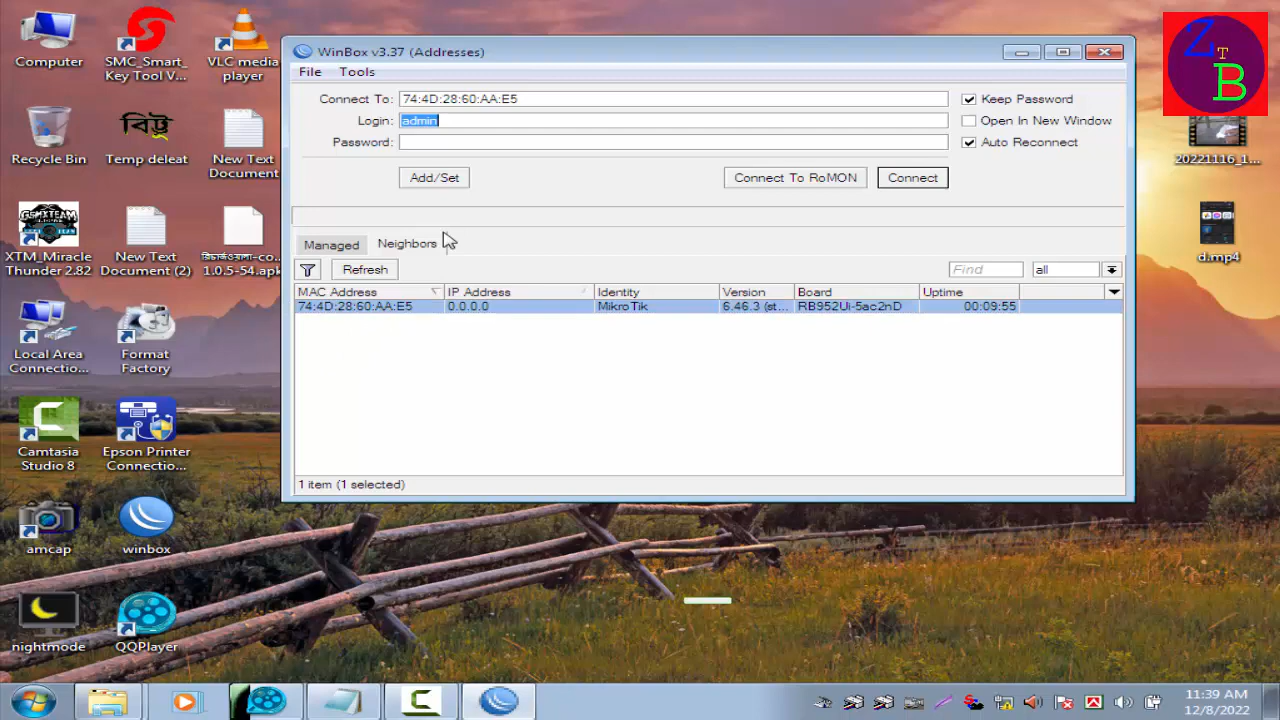 Computer
SMC_Smart_
Key Tool V...
VLC media
player
Recycle Bin
বিট্টু
Temp deleat
New Text
Document
GSMXTEAM
XTM_Miracle
Thunder 2.82
New Text
Document (2)
1.0.5-54.apk
Local Area
Connectio...
Format
Factory
Camtasia
Studio 8
Epson Printer
Connectio...
amcap
winbox
nightmode
QQPlayer
WinBox v3.37 (Addresses)
File Tools
Connect To: 74:4D:28:60:AA:E5
Keep Password
Login: admin
Open In New Window
Password:
Auto Reconnect
Add/Set
Connect To RoMON
Connect
Managed
Neighbors
Refresh
Find
all
MAC Address IP Address Identity Version Board Uptime
74:4D:28:60:AA:E5 0.0.0.0 MikroTik 6.46.3 (st... RB952Ui-5ac2nD 00:09:55
1 item (1 selected)
Z T B
20221116_1...
d.mp4
11:39 AM
12/8/2022